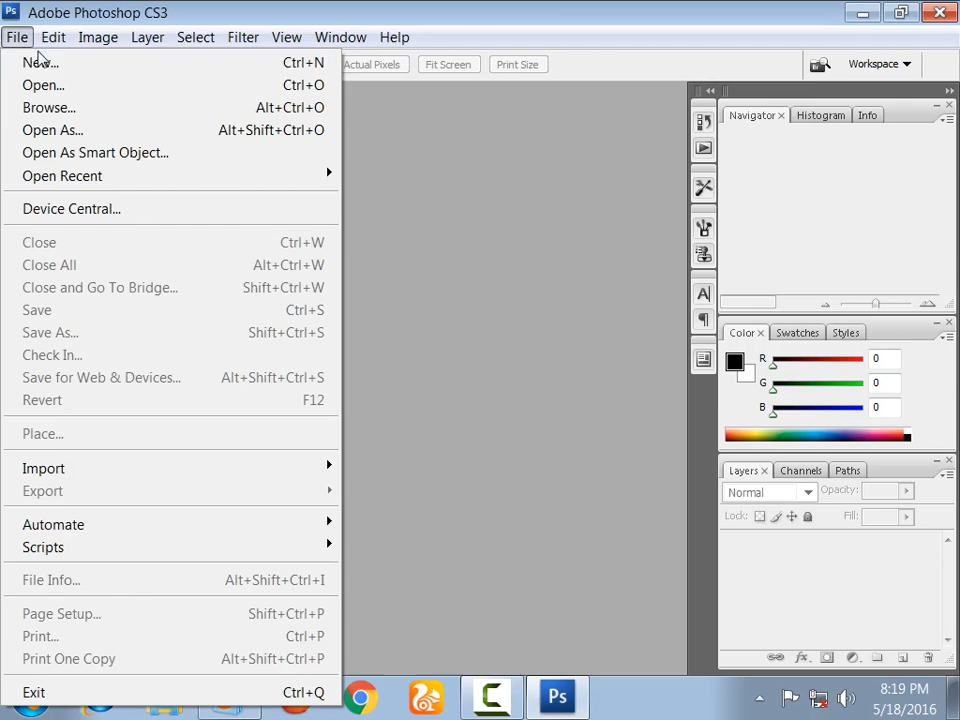 Ps Adobe Photoshop CS3
File Edit Image Layer Select Filter View Window Help
New... Ctrl+N
Open... Ctrl+O
Browse... Alt+Ctrl+O
Open As... Alt+Shift+Ctrl+O
Open As Smart Object...
Open Recent
Device Central...
Close Ctrl+W
Close All Alt+Ctrl+W
Close and Go To Bridge... Shift+Ctrl+W
Save Ctrl+S
Save As... Shift+Ctrl+S
Check In...
Save for Web & Devices... Alt+Shift+Ctrl+S
Revert F12
Place...
Import
Export
Automate
Scripts
File Info... Alt+Shift+Ctrl+I
Page Setup... Shift+Ctrl+P
Print... Ctrl+P
Print One Copy Alt+Shift+Ctrl+P
Exit Ctrl+Q
Actual Pixels Fit Screen Print Size Workspace
Navigator Histogram Info
Color Swatches Styles
R 0
G 0
B 0
Layers Channels Paths
Normal Opacity:
Lock: Fill:
Ps
8:19 PM
5/18/2016